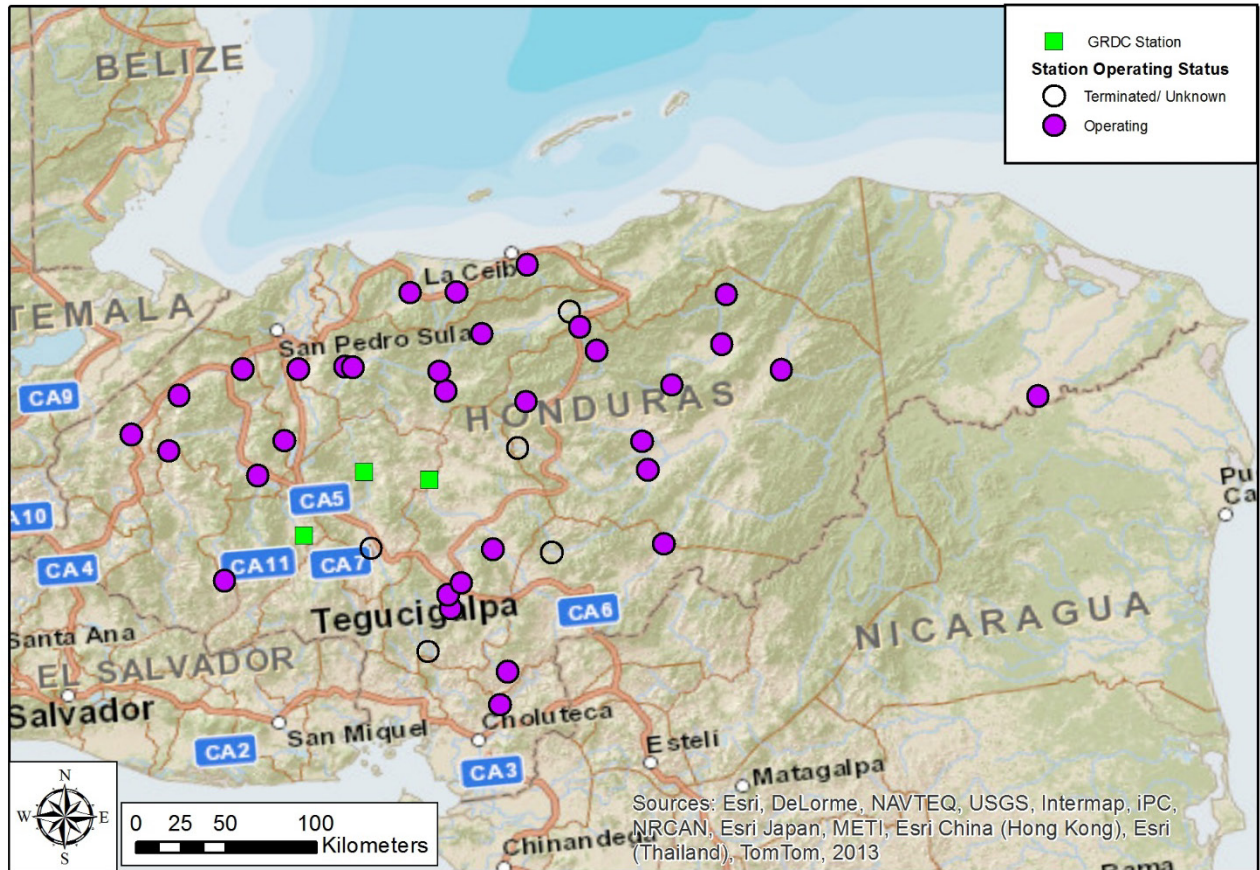 GRDC Station
Station Operating Status
Terminated/ Unknown
Operating
BELIZE
La Ceib
TEMALA
San Pedro Sula
CA9
HONDURAS
CA5
A10
CA4
CA11
CA7
Tegucigalpa
CA6
NICARAGUA
Santa Ana
EL SALVADOR
Salvador
San Miquel
Choluteca
CA2
CA3
Esteli
Matagalpa
Pu
Ca
Chinandega
Rama
N
W
E
S
0 25 50 100
Kilometers
Sources: Esri, DeLorme, NAVTEQ, USGS, Intermap, iPC,
NRCAN, Esri Japan, METI, Esri China (Hong Kong), Esri
(Thailand), TomTom, 2013